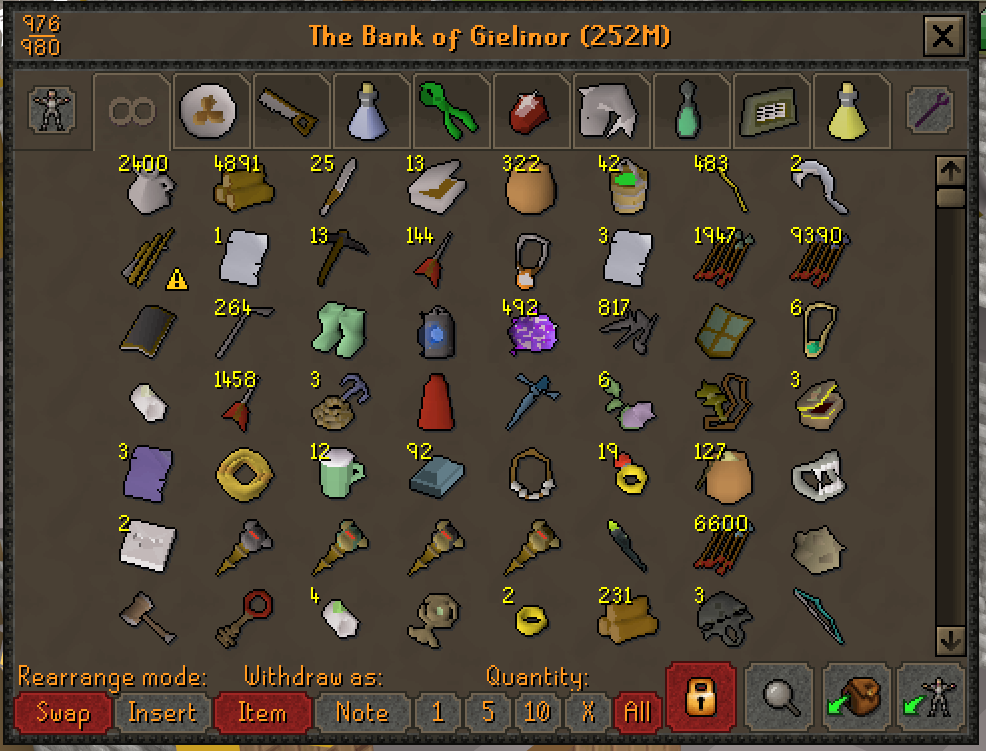 976
980
The Bank of Gielinor (252M)
2400 4891 25 13 322 42 483 2
1 13 144 3 1947 9390
264 492 817 6
1458 3 6 3
3 12 92 19 127
2 6600
4 2 231 3
Rearrange mode: Withdraw as: Quantity:
Swap Insert Item Note 1 5 10 X All